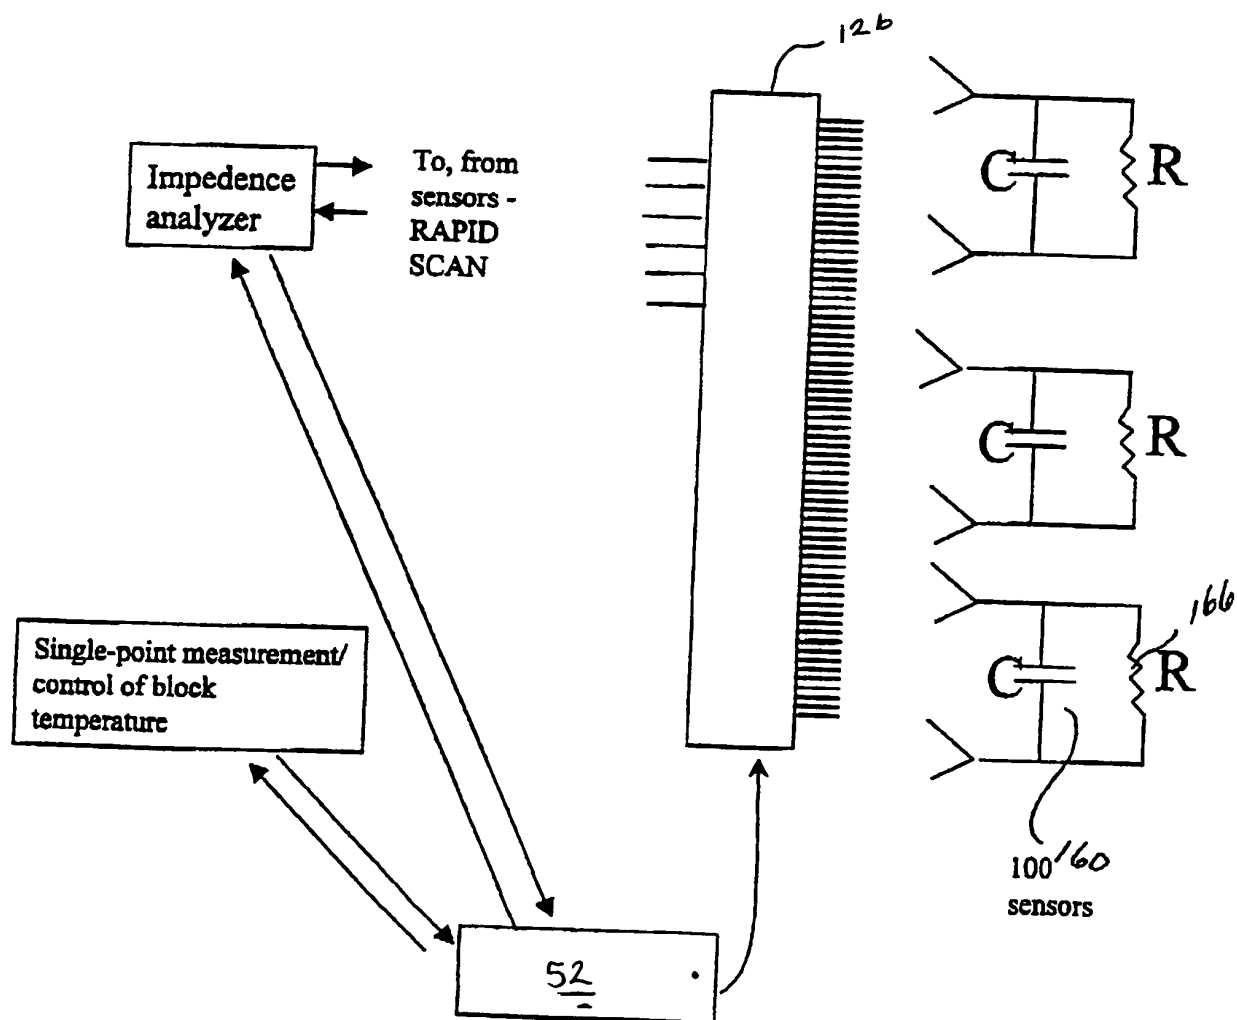 126
Impedence
analyzer
To, from
sensors -
RAPID
SCAN
C R
C R
C R
166
Single-point measurement/
control of block
temperature
100 160
sensors
52